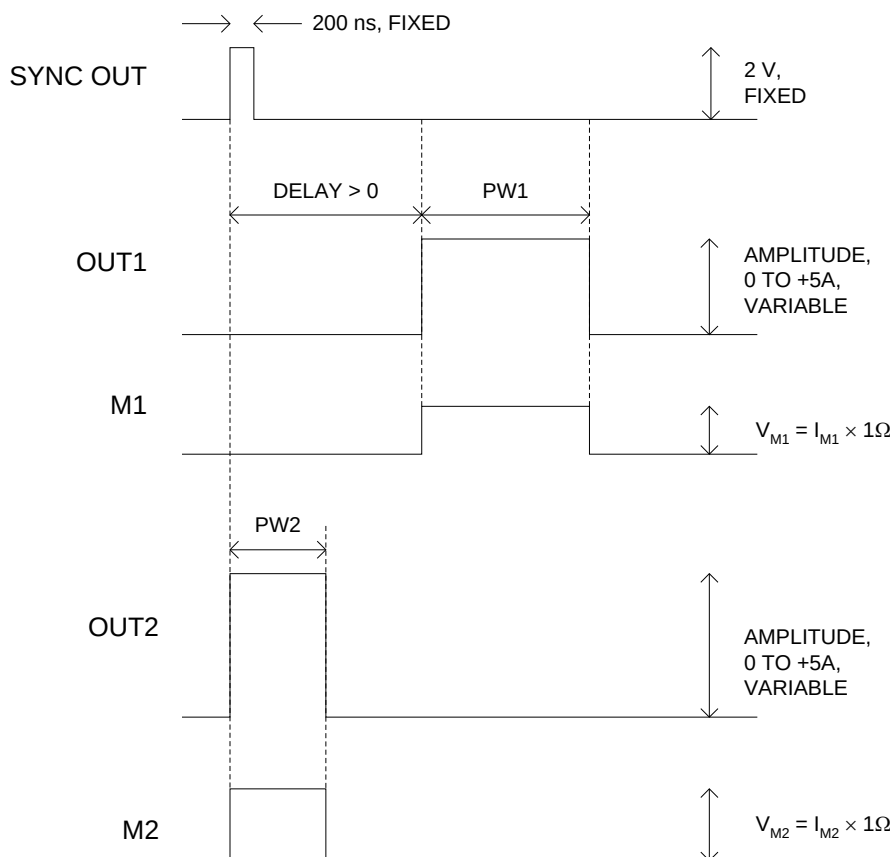 200 ns, FIXED
SYNC OUT
2 V,
FIXED
DELAY > 0
PW1
OUT1
AMPLITUDE,
0 TO +5A,
VARIABLE
M1
V_M1 = I_M1 × 1Ω
PW2
OUT2
AMPLITUDE,
0 TO +5A,
VARIABLE
M2
V_M2 = I_M2 × 1Ω